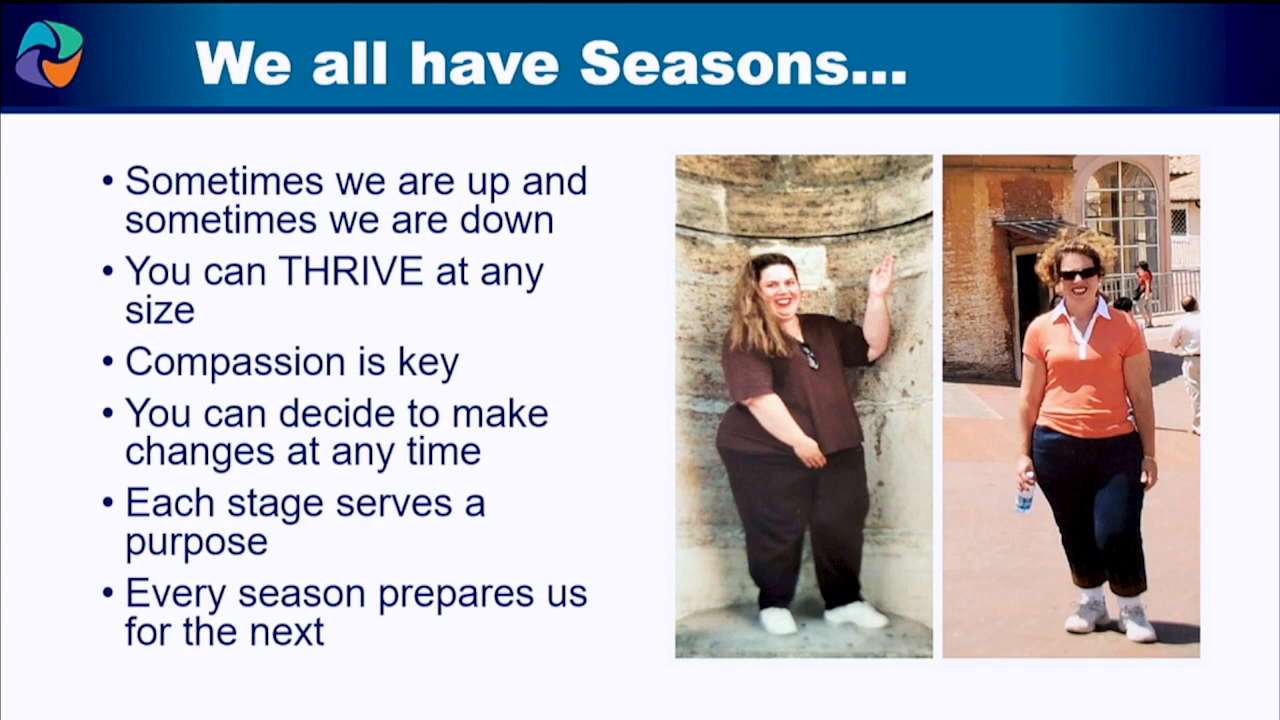 We all have Seasons...
• Sometimes we are up and
sometimes we are down
• You can THRIVE at any
size
• Compassion is key
• You can decide to make
changes at any time
• Each stage serves a
purpose
• Every season prepares us
for the next